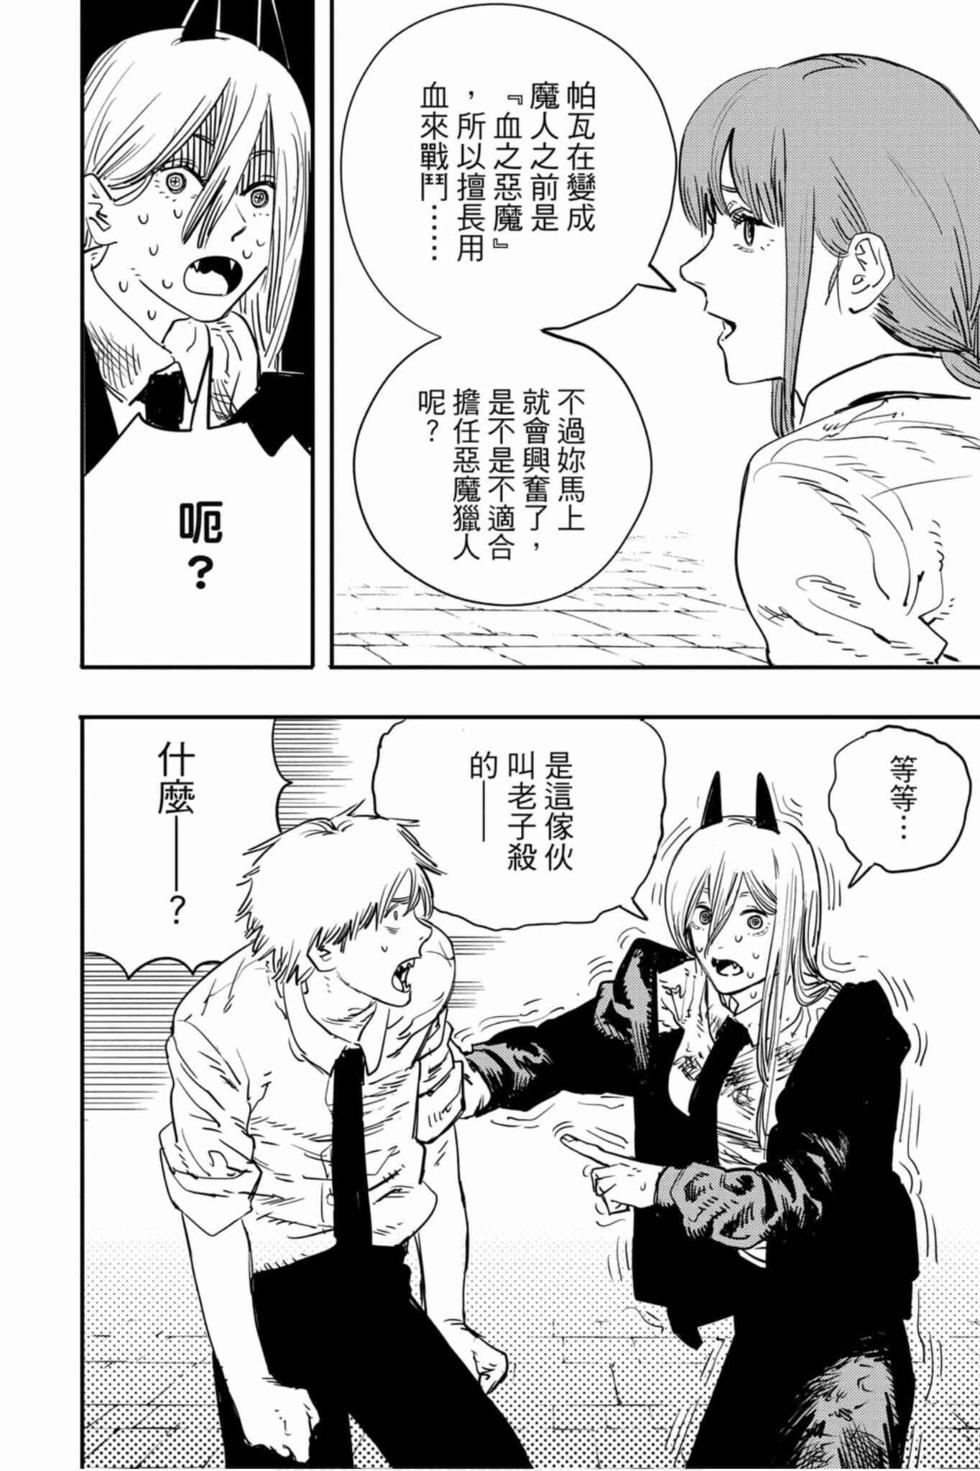 帕瓦在變成
魔人之前是
『血之惡魔』
，所以擅長用
血來戰鬥……
不過妳馬上
就會興奮了，
是不是不適合
擔任惡魔獵人
呢？
呃？
等等…
是這傢伙
叫老子殺
的——
什麼——？